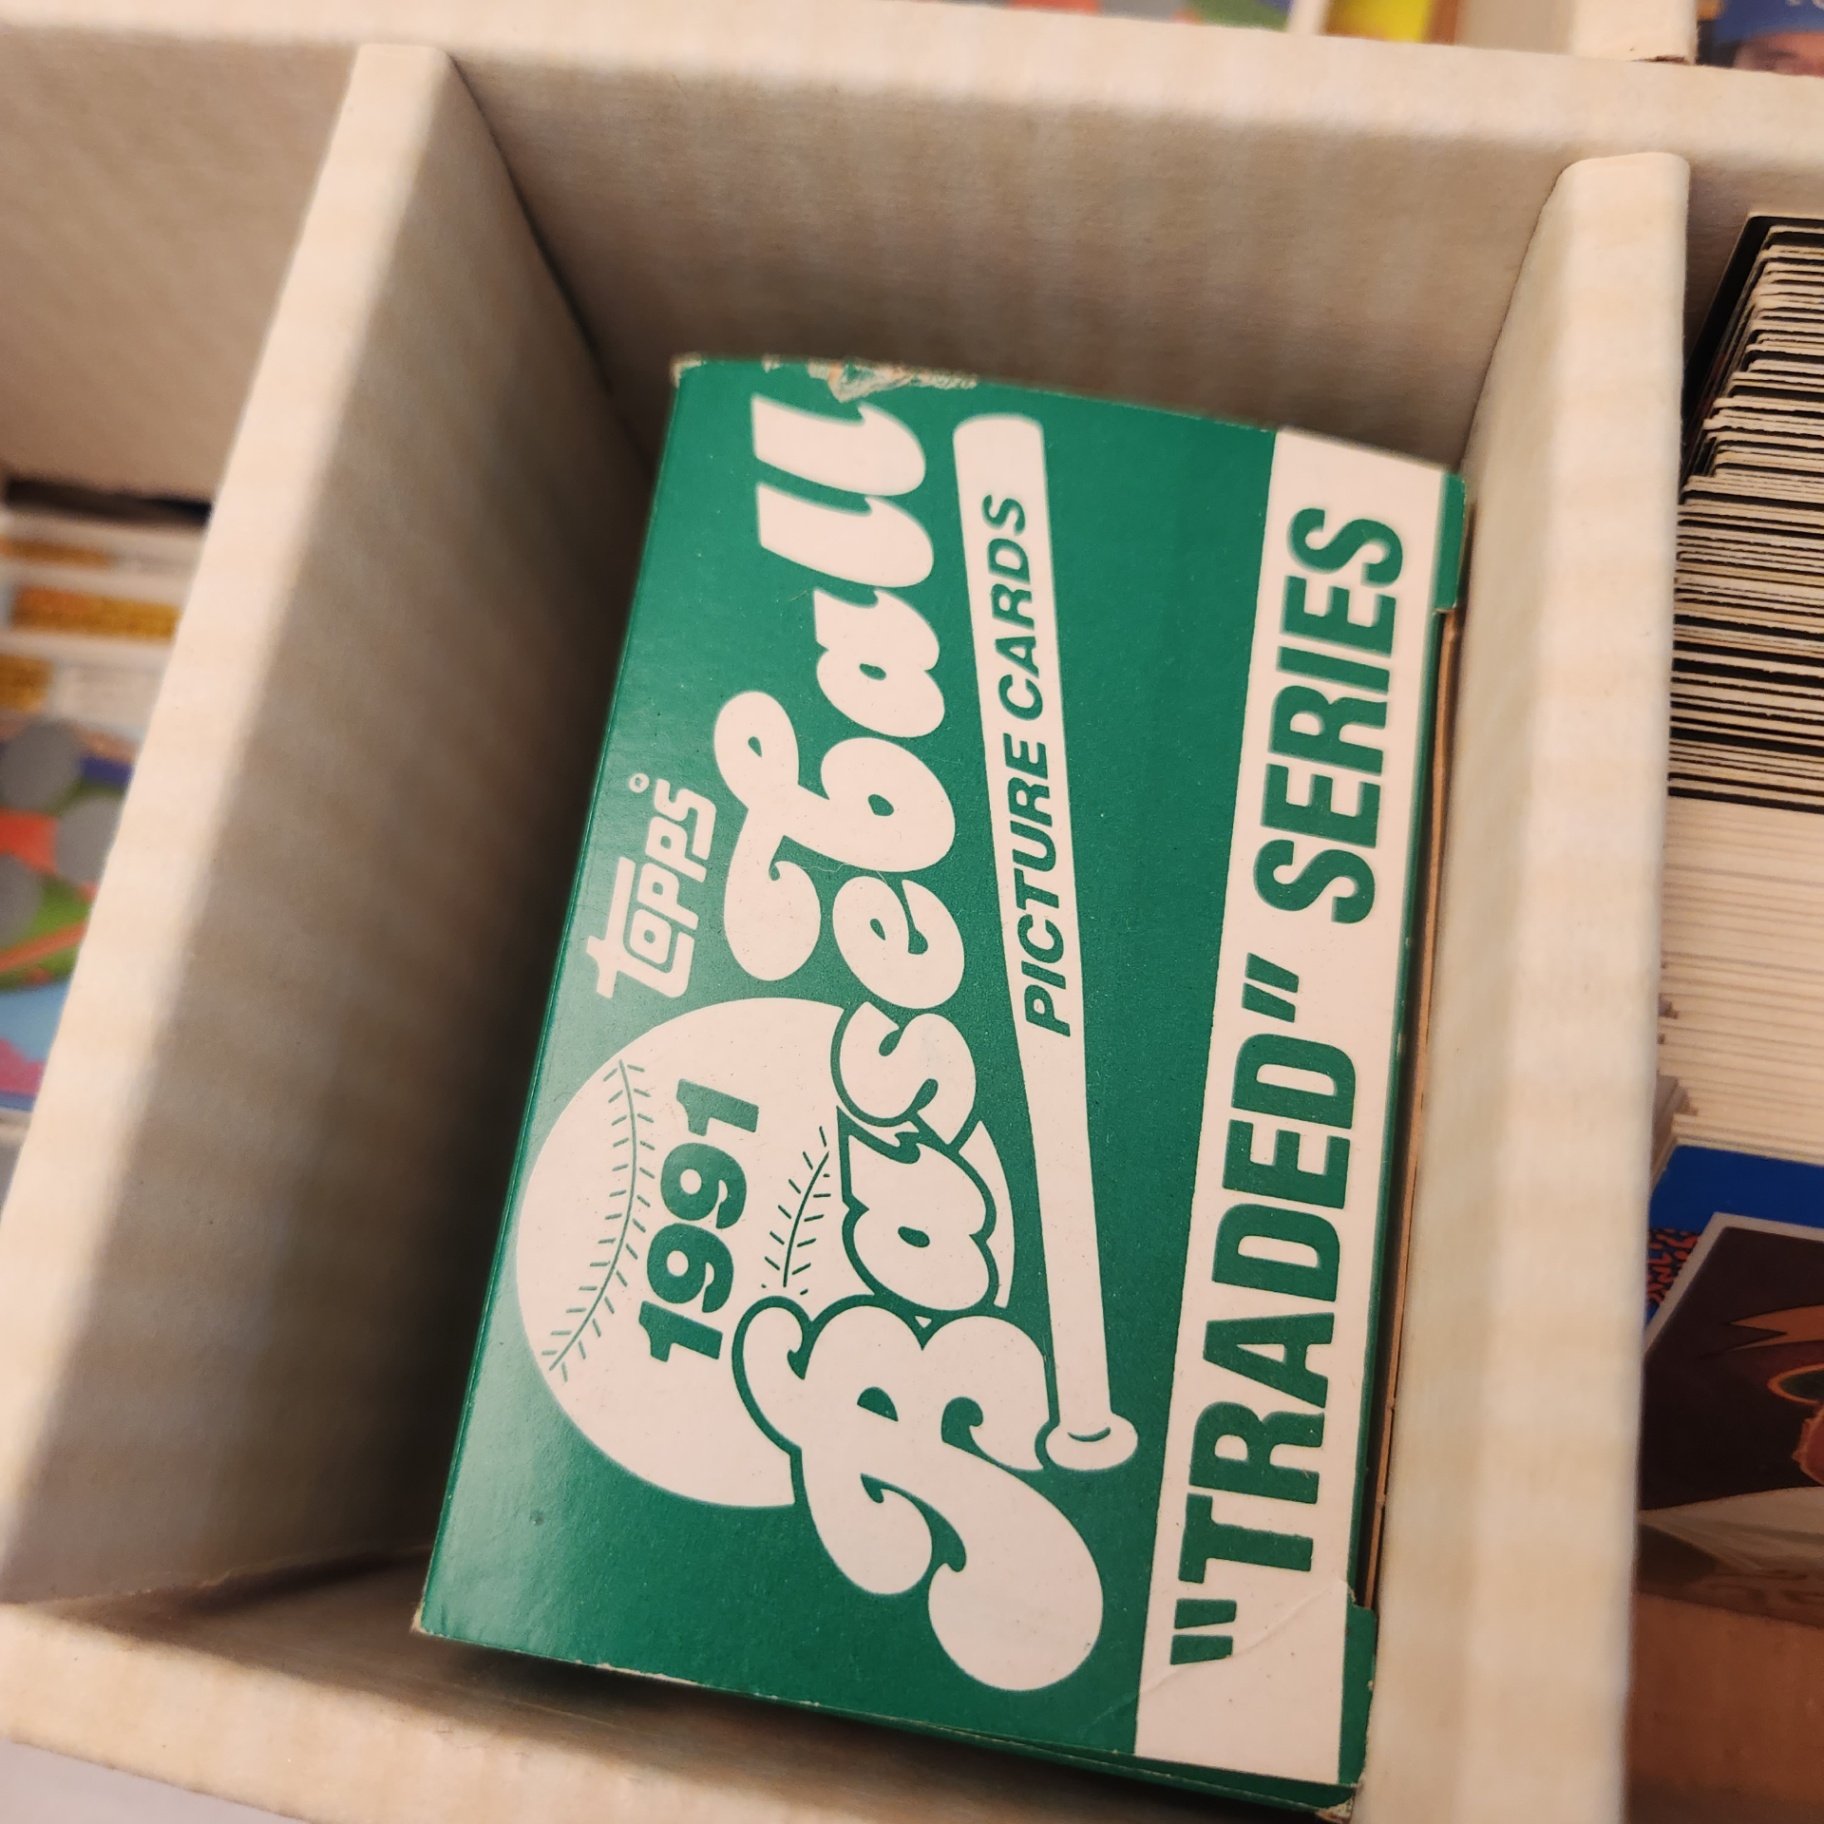 Topps®
1991
Baseball
PICTURE CARDS
"TRADED" SERIES